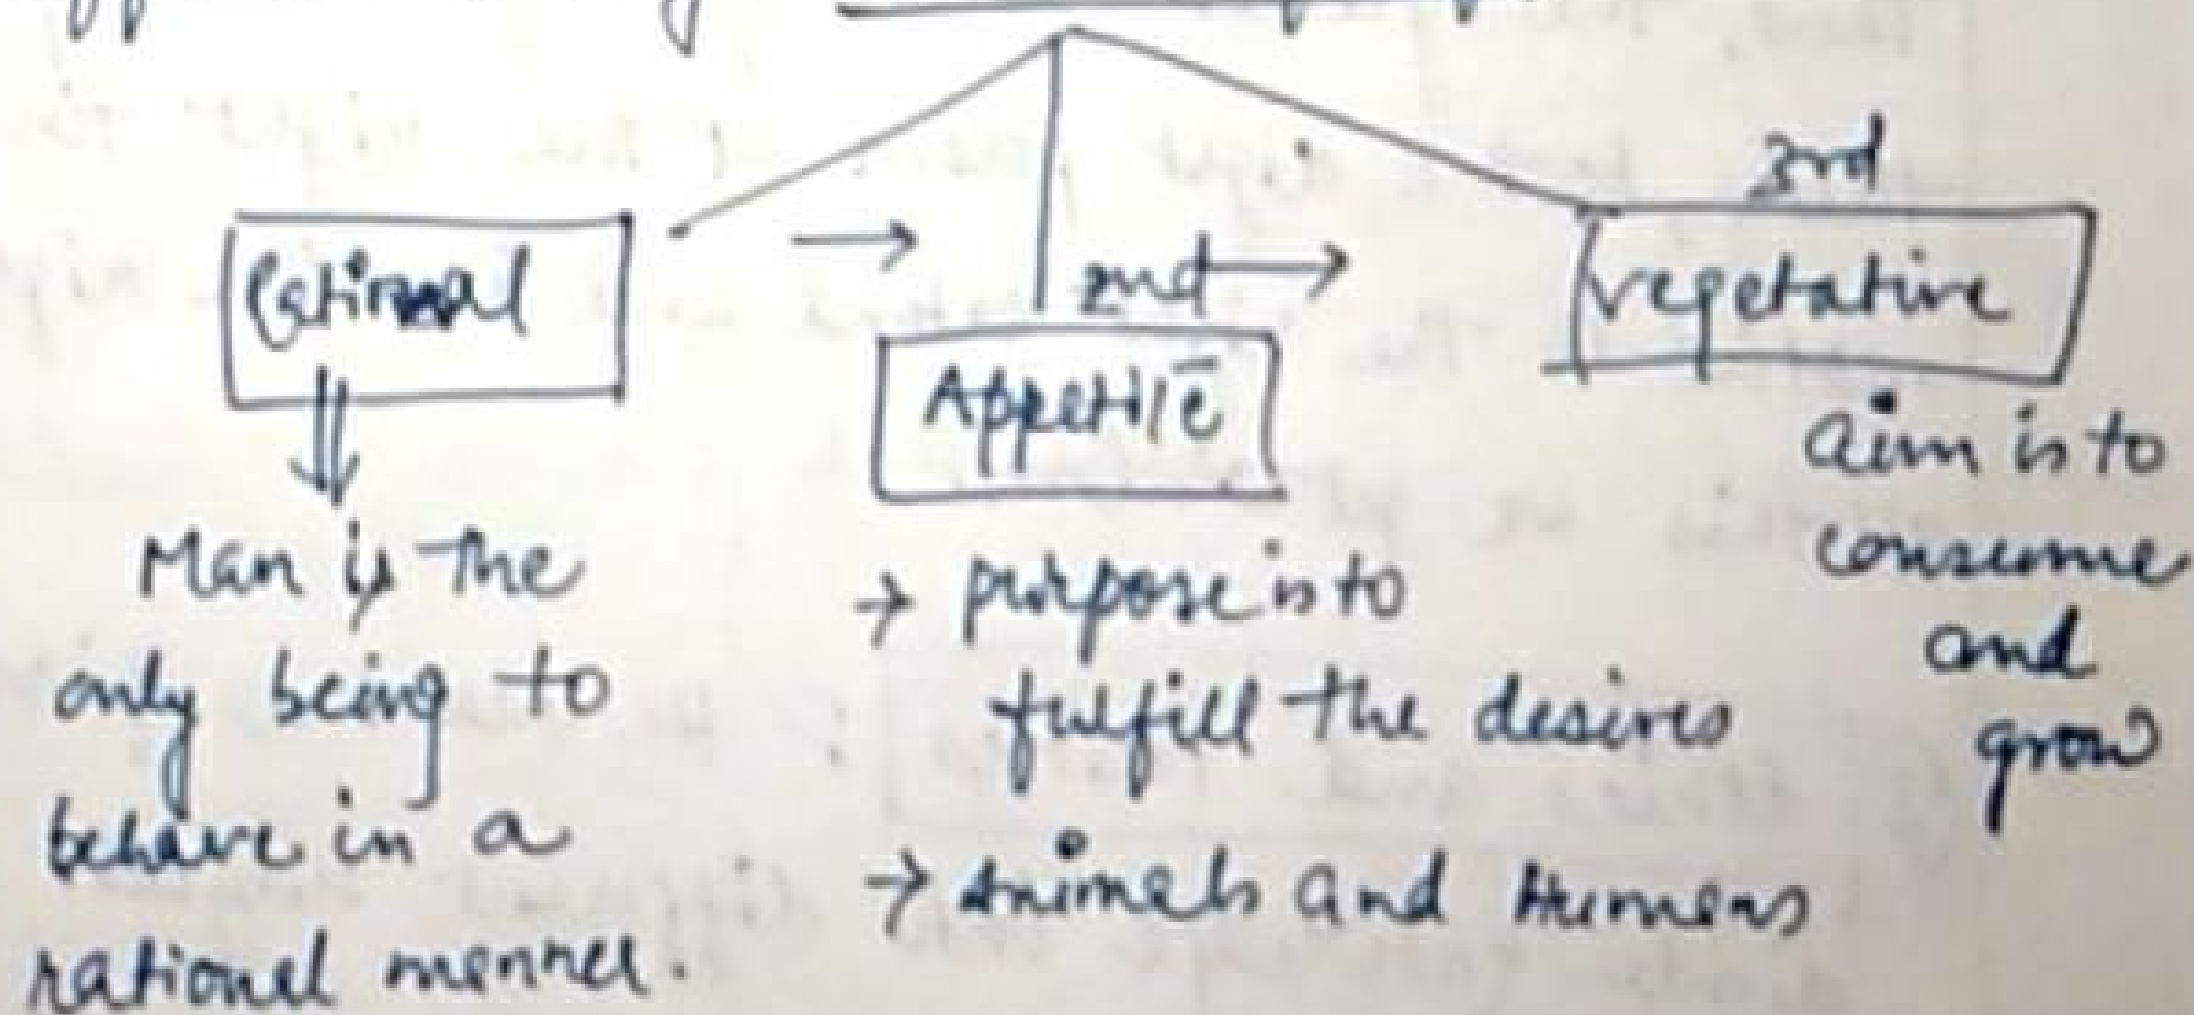 Rational
2nd
Appetite
3rd
vegetative
Man is the
only being to
behave in a
rational manner.
→ purpose is to
fulfill the desires
→ Animals and Humans
aim is to
consume
and
grow